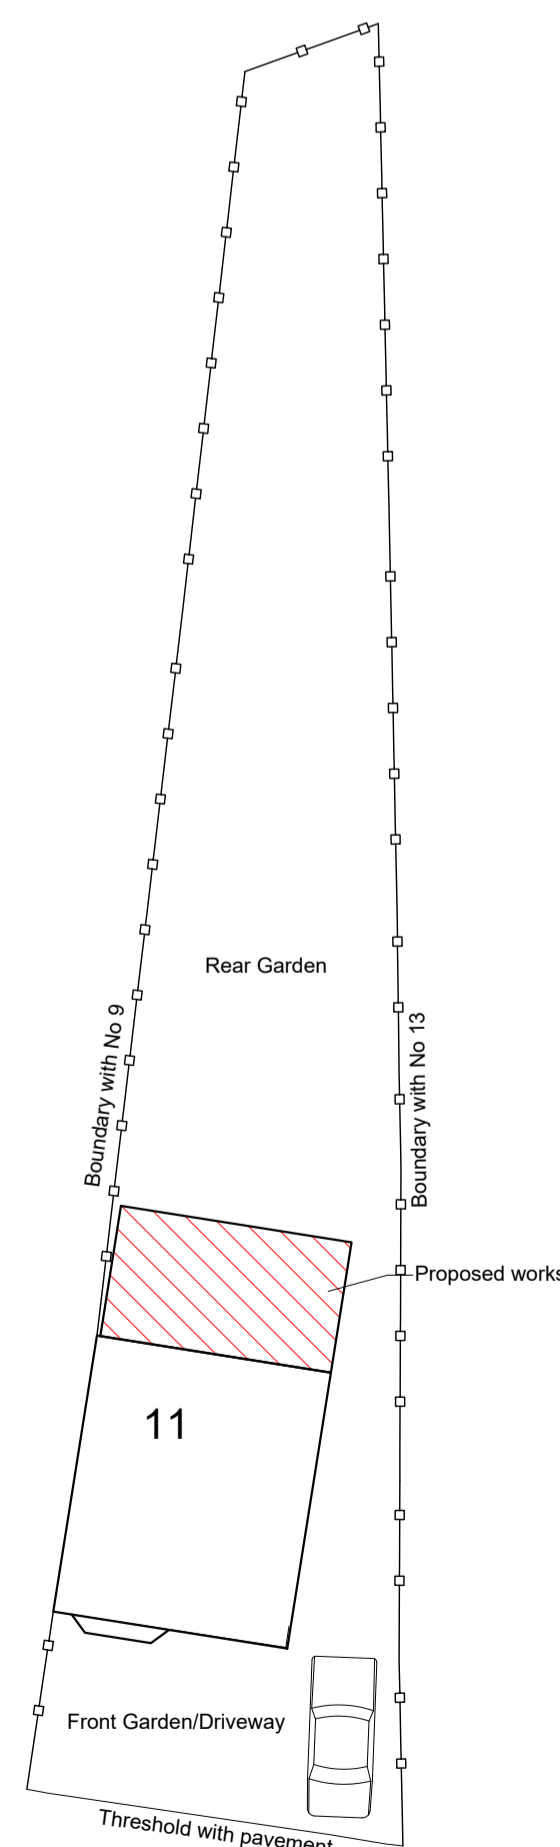 Rear Garden
Boundary with No 9
Boundary with No 13
Proposed works
11
Front Garden/Driveway
Threshold with pavement